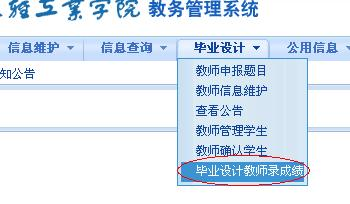 轻工业学院 教务管理系统
信息维护 信息查询 毕业设计 公用信息
知公告
教师申报题目
教师信息维护
查看公告
教师管理学生
教师确认学生
毕业设计教师录成绩